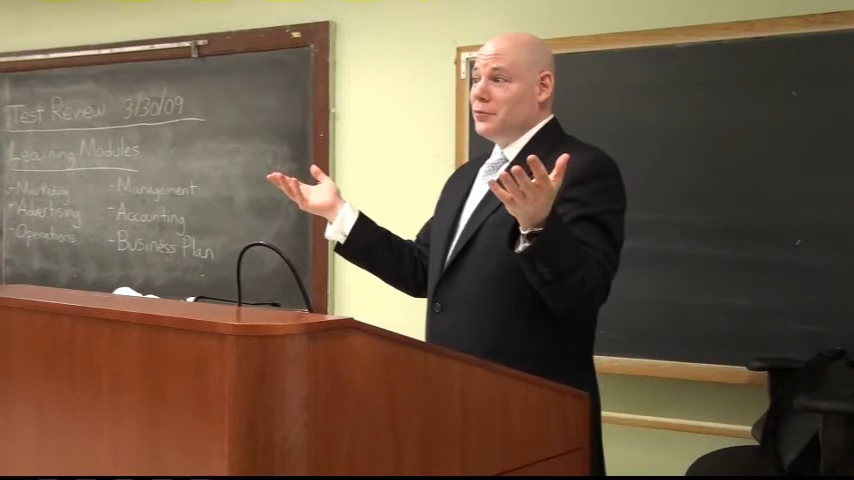 Test Review 3/30/09
Learning Modules
- Marketing - Management
- Advertising - Accounting
- Operations - Business Plan